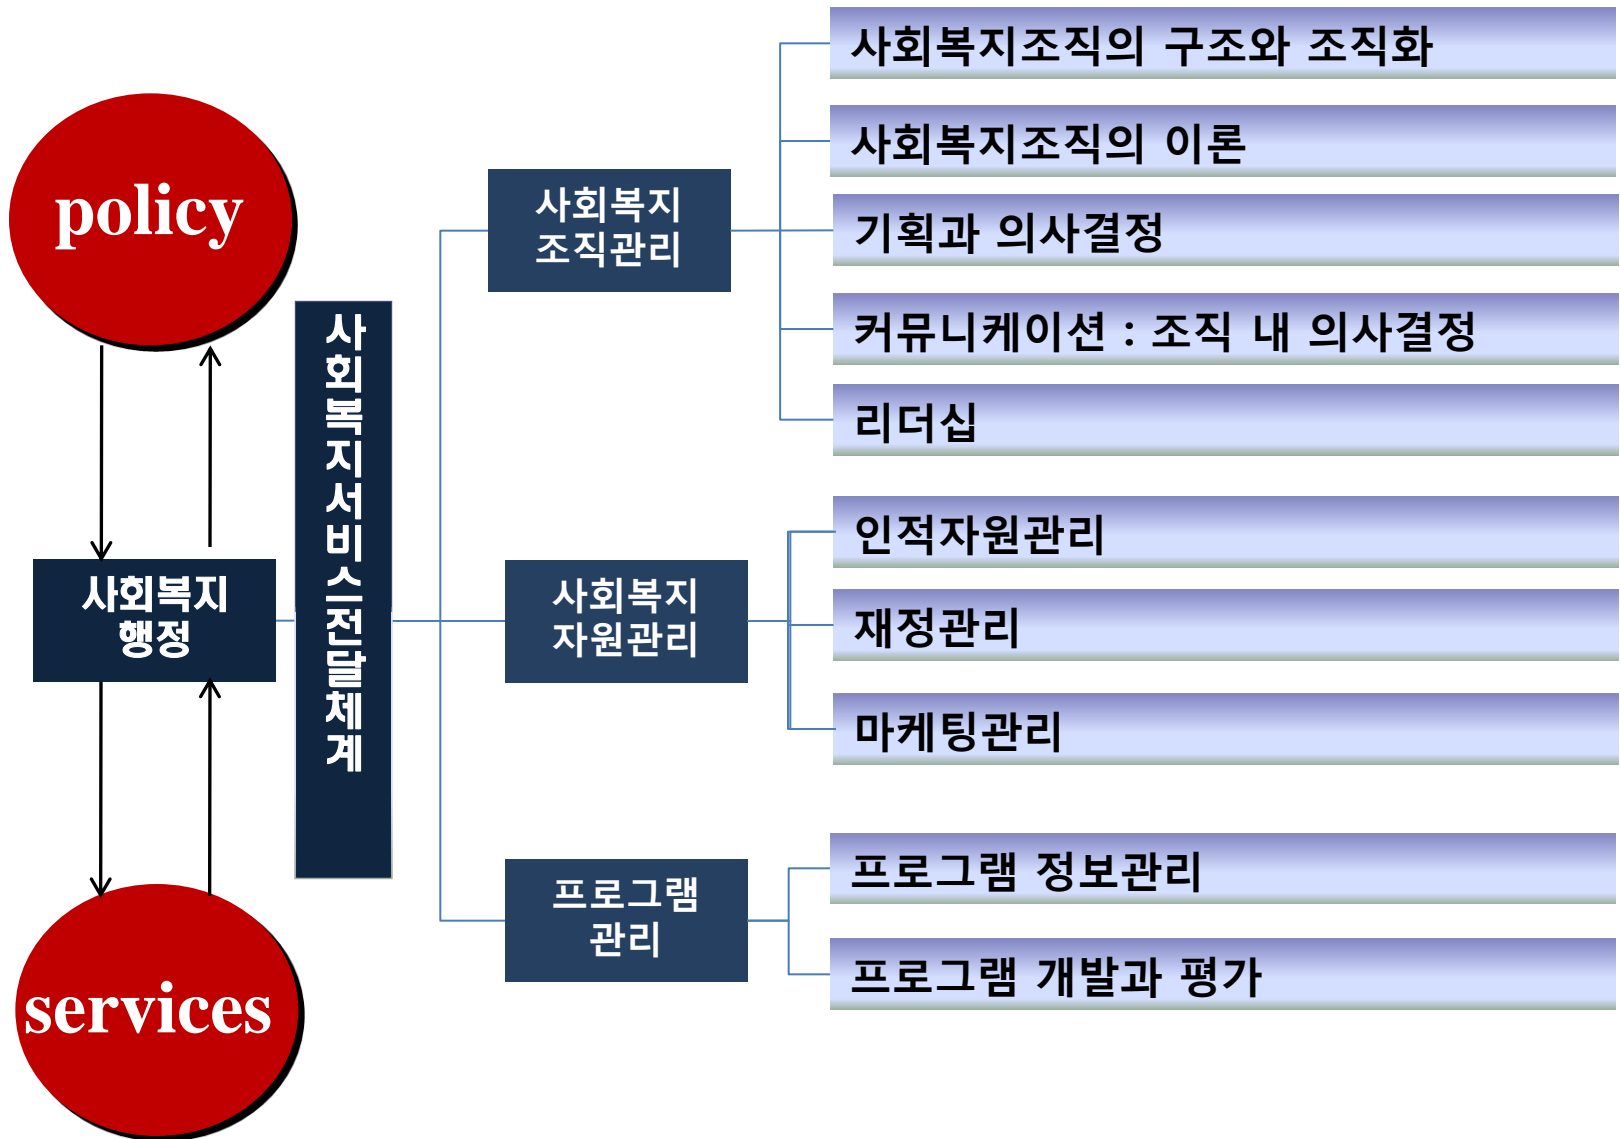 policy
사회복지
행정
services
사회복지서비스전달체계
사회복지
조직관리
사회복지조직의 구조와 조직화
사회복지조직의 이론
기획과 의사결정
커뮤니케이션 : 조직 내 의사결정
리더십
사회복지
자원관리
인적자원관리
재정관리
마케팅관리
프로그램
관리
프로그램 정보관리
프로그램 개발과 평가